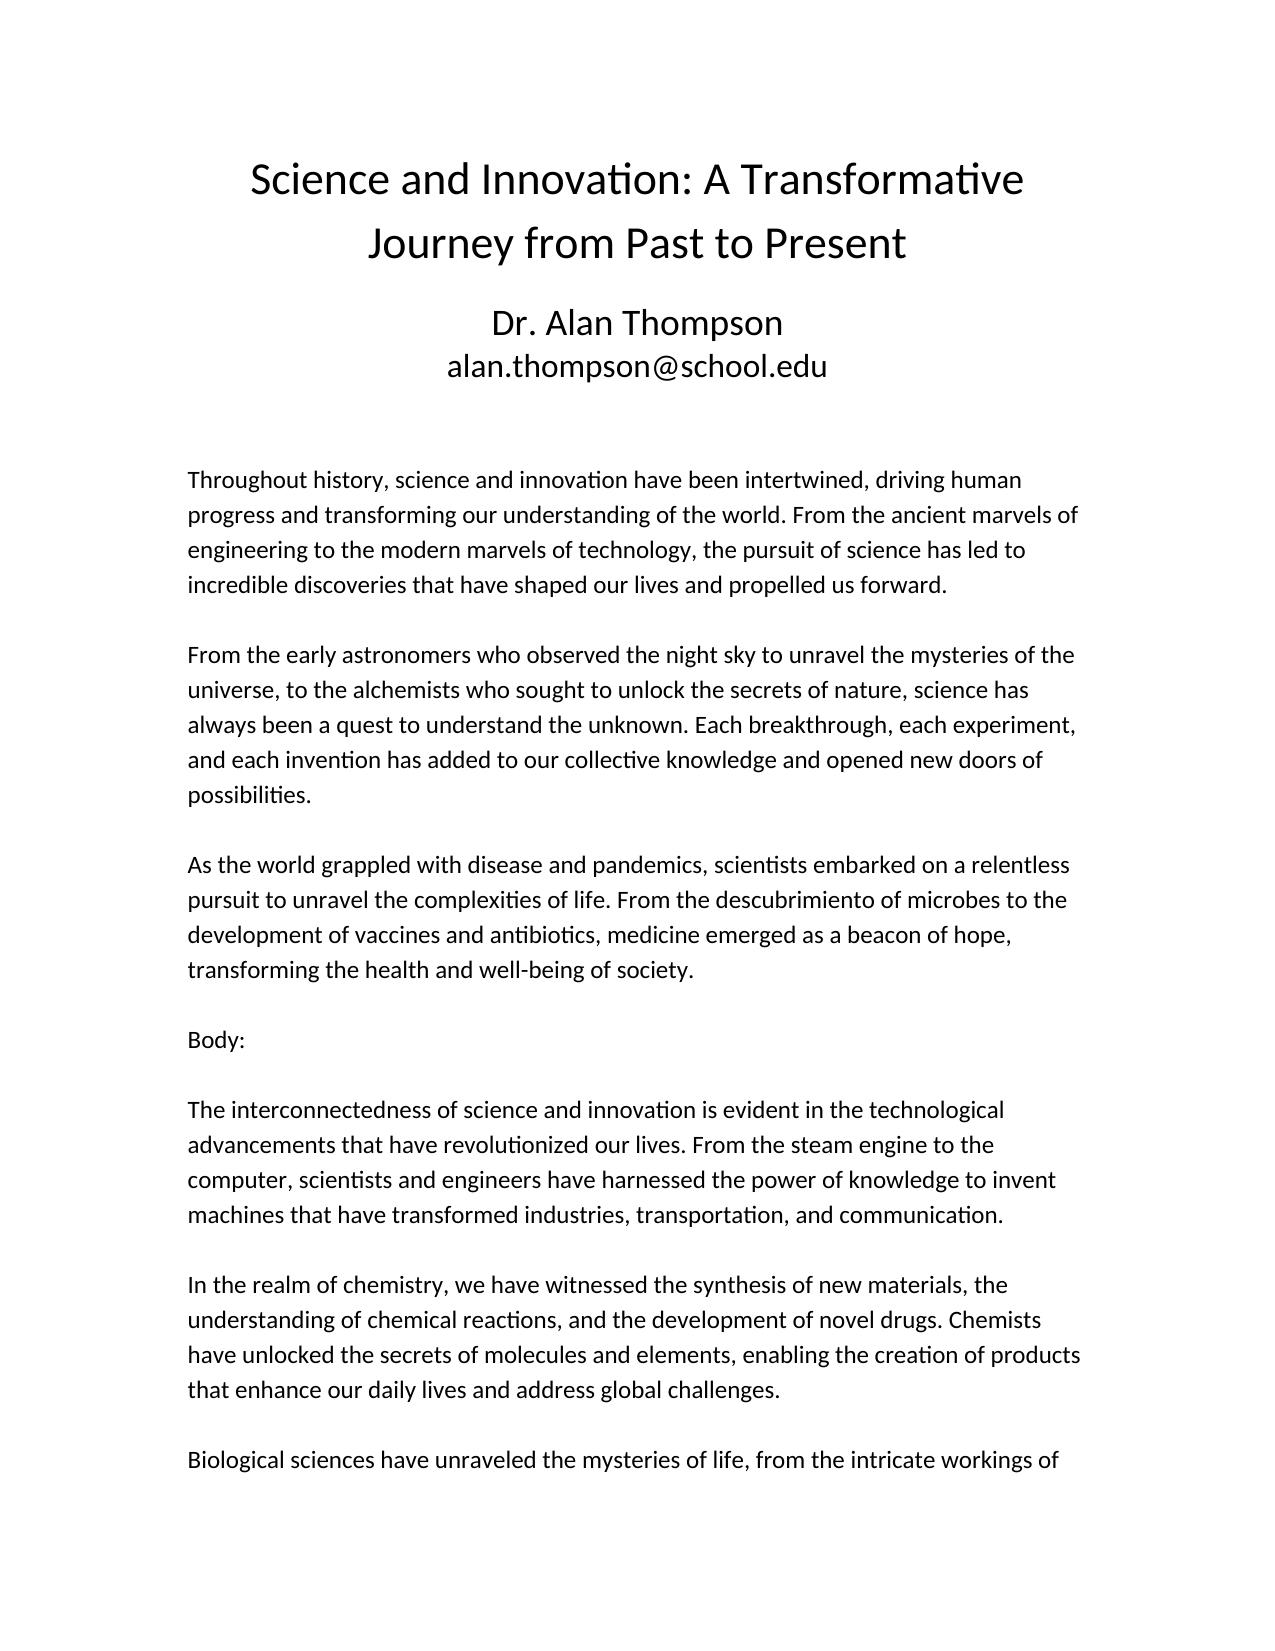 Science and Innovation: A Transformative
Journey from Past to Present
Dr. Alan Thompson
alan.thompson@school.edu
Throughout history, science and innovation have been intertwined, driving human
progress and transforming our understanding of the world. From the ancient marvels of
engineering to the modern marvels of technology, the pursuit of science has led to
incredible discoveries that have shaped our lives and propelled us forward.
From the early astronomers who observed the night sky to unravel the mysteries of the
universe, to the alchemists who sought to unlock the secrets of nature, science has
always been a quest to understand the unknown. Each breakthrough, each experiment,
and each invention has added to our collective knowledge and opened new doors of
possibilities.
As the world grappled with disease and pandemics, scientists embarked on a relentless
pursuit to unravel the complexities of life. From the descubrimiento of microbes to the
development of vaccines and antibiotics, medicine emerged as a beacon of hope,
transforming the health and well-being of society.
Body:
The interconnectedness of science and innovation is evident in the technological
advancements that have revolutionized our lives. From the steam engine to the
computer, scientists and engineers have harnessed the power of knowledge to invent
machines that have transformed industries, transportation, and communication.
In the realm of chemistry, we have witnessed the synthesis of new materials, the
understanding of chemical reactions, and the development of novel drugs. Chemists
have unlocked the secrets of molecules and elements, enabling the creation of products
that enhance our daily lives and address global challenges.
Biological sciences have unraveled the mysteries of life, from the intricate workings of